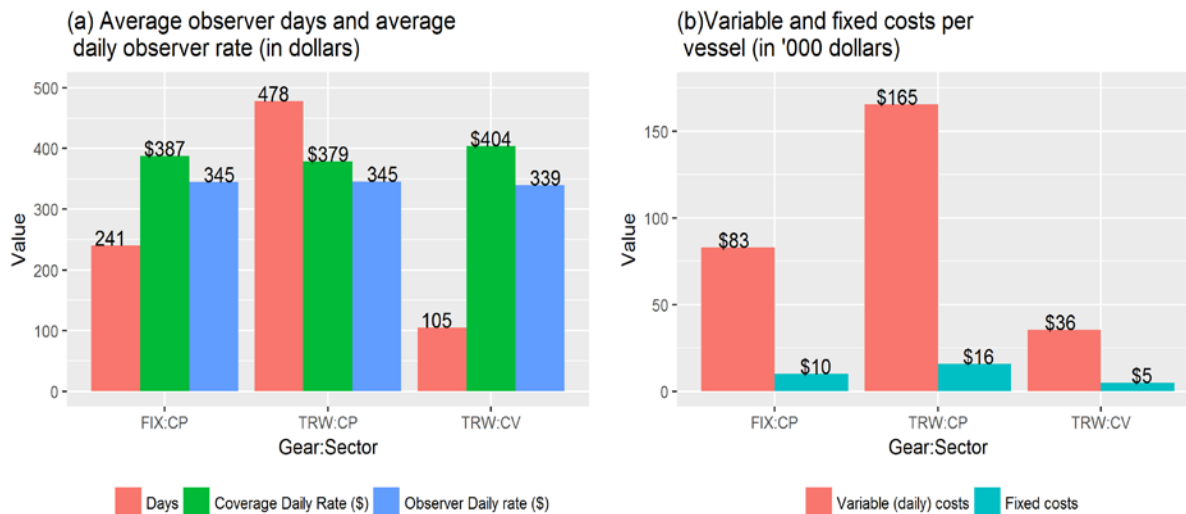 (a) Average observer days and average
daily observer rate (in dollars)
500
400
300
200
100
0
Value
241
$387
345
478
$379
345
105
$404
339
FIX:CP
TRW:CP
TRW:CV
Gear:Sector
Days
Coverage Daily Rate ($)
Observer Daily rate ($)
(b)Variable and fixed costs per
vessel (in '000 dollars)
150
100
50
0
Value
$83
$10
$165
$16
$36
$5
FIX:CP
TRW:CP
TRW:CV
Gear:Sector
Variable (daily) costs
Fixed costs